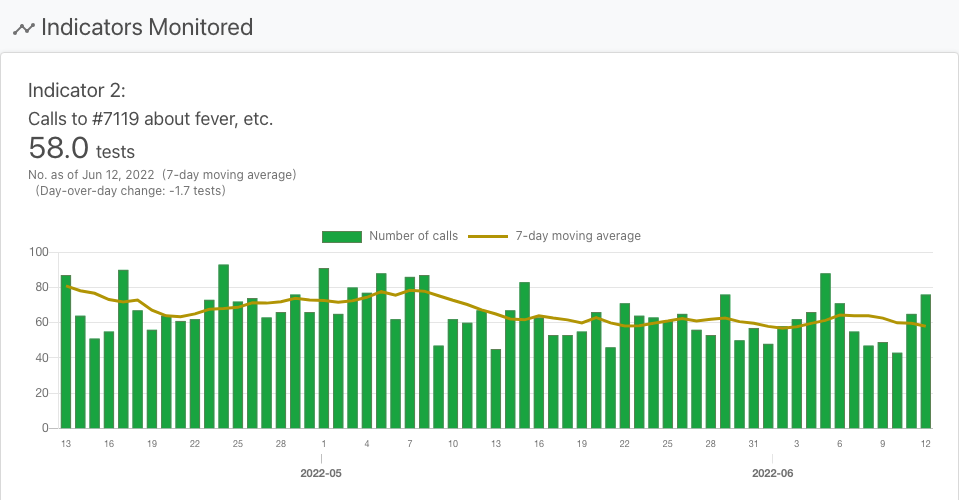 Indicators Monitored
Indicator 2:
Calls to #7119 about fever, etc.
58.0 tests
No. as of Jun 12, 2022 (7-day moving average)
(Day-over-day change: -1.7 tests)
Number of calls 7-day moving average
100
80
60
40
20
0
13 16 19 22 25 28 1 4 7 10 13 16 19 22 25 28 31 3 6 9 12
2022-05 2022-06